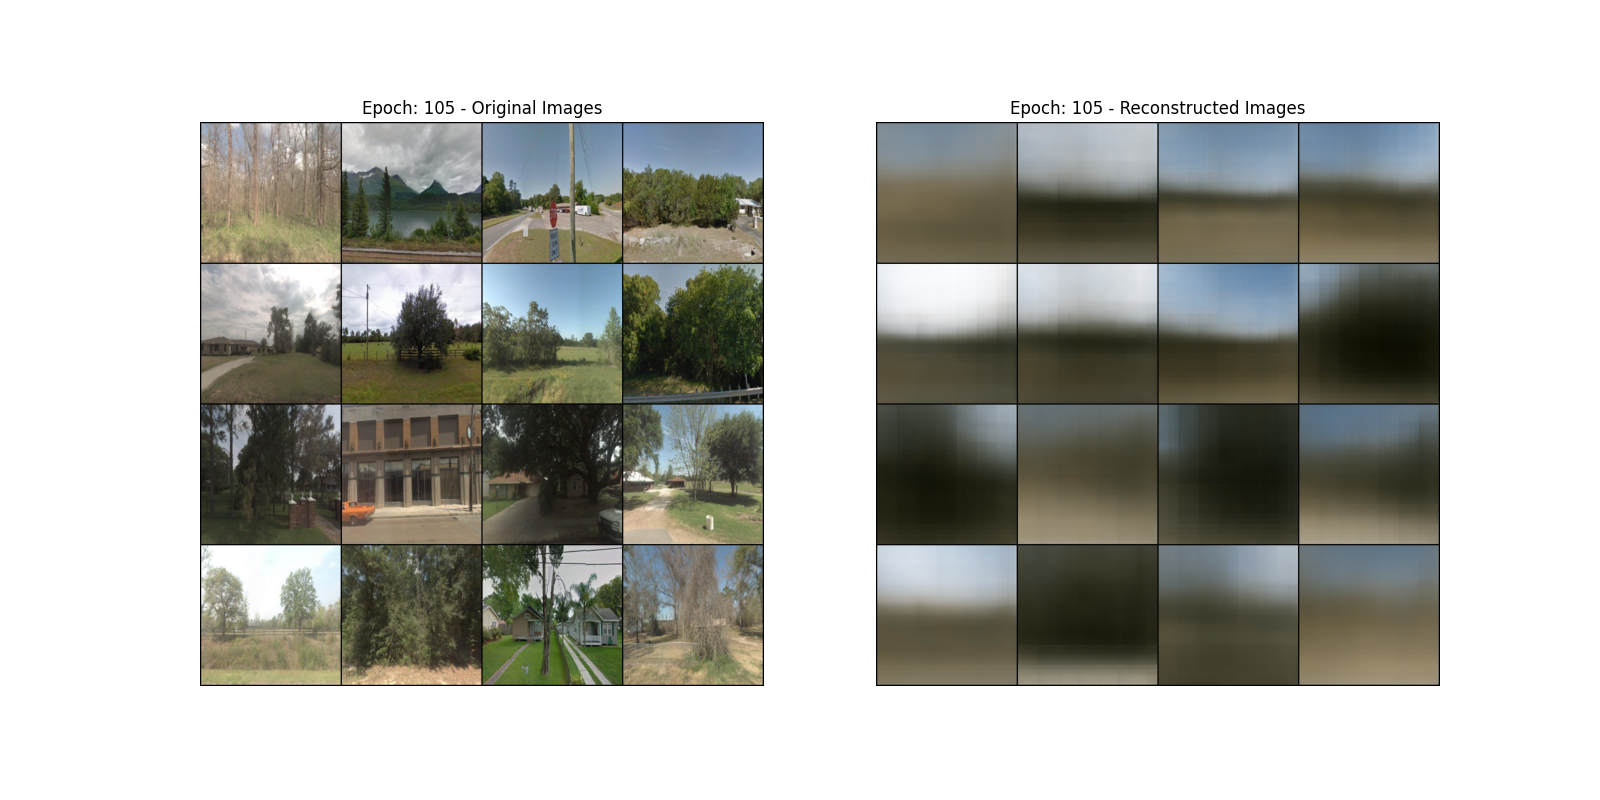 Epoch: 105 - Original Images
Epoch: 105 - Reconstructed Images